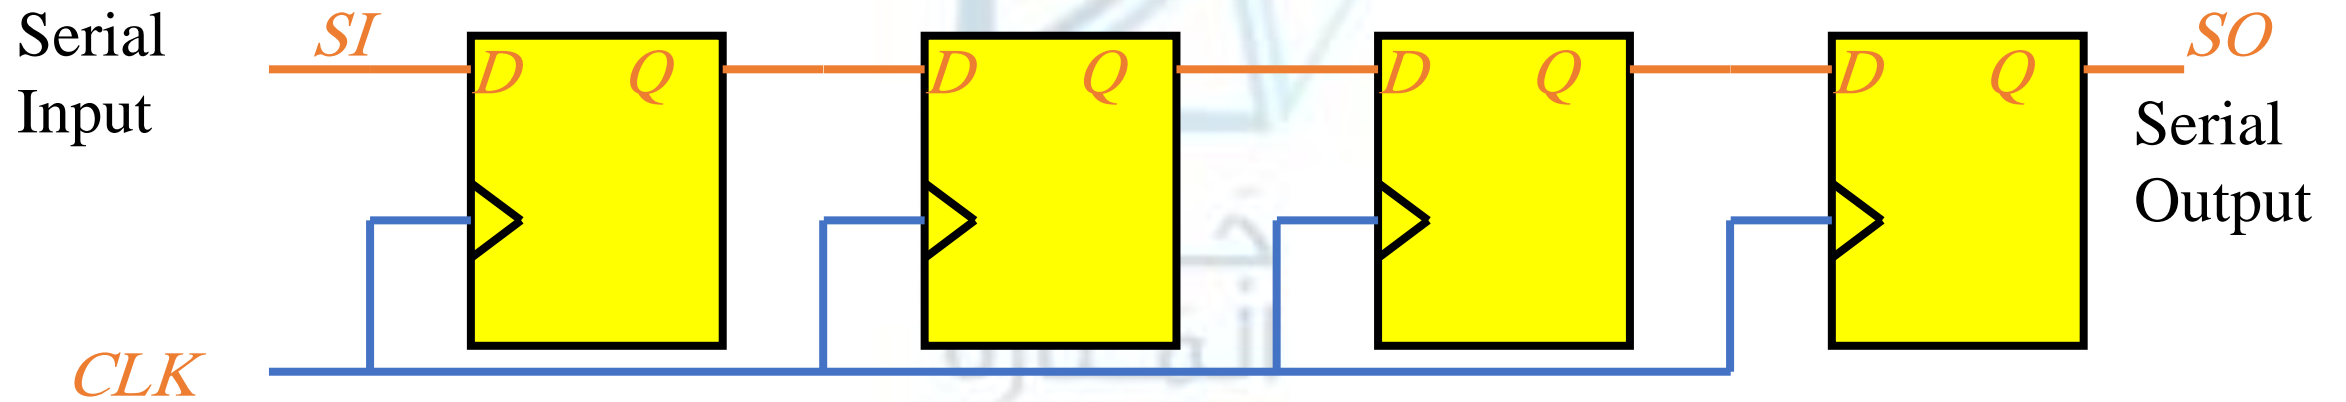 Serial
Input
SI
D Q
D Q
D Q
D Q
SO
Serial
Output
CLK